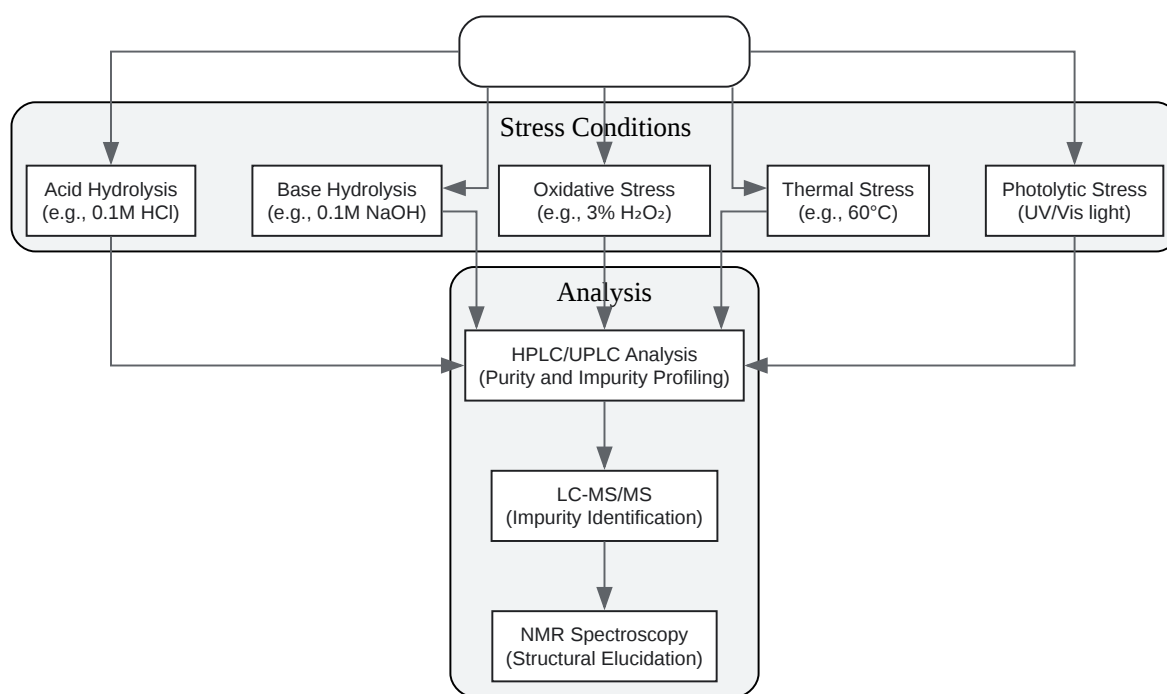 Stress Conditions
Acid Hydrolysis
(e.g., 0.1M HCl)
Base Hydrolysis
(e.g., 0.1M NaOH)
Oxidative Stress
(e.g., 3% H₂O₂)
Thermal Stress
(e.g., 60°C)
Photolytic Stress
(UV/Vis light)
Analysis
HPLC/UPLC Analysis
(Purity and Impurity Profiling)
LC-MS/MS
(Impurity Identification)
NMR Spectroscopy
(Structural Elucidation)